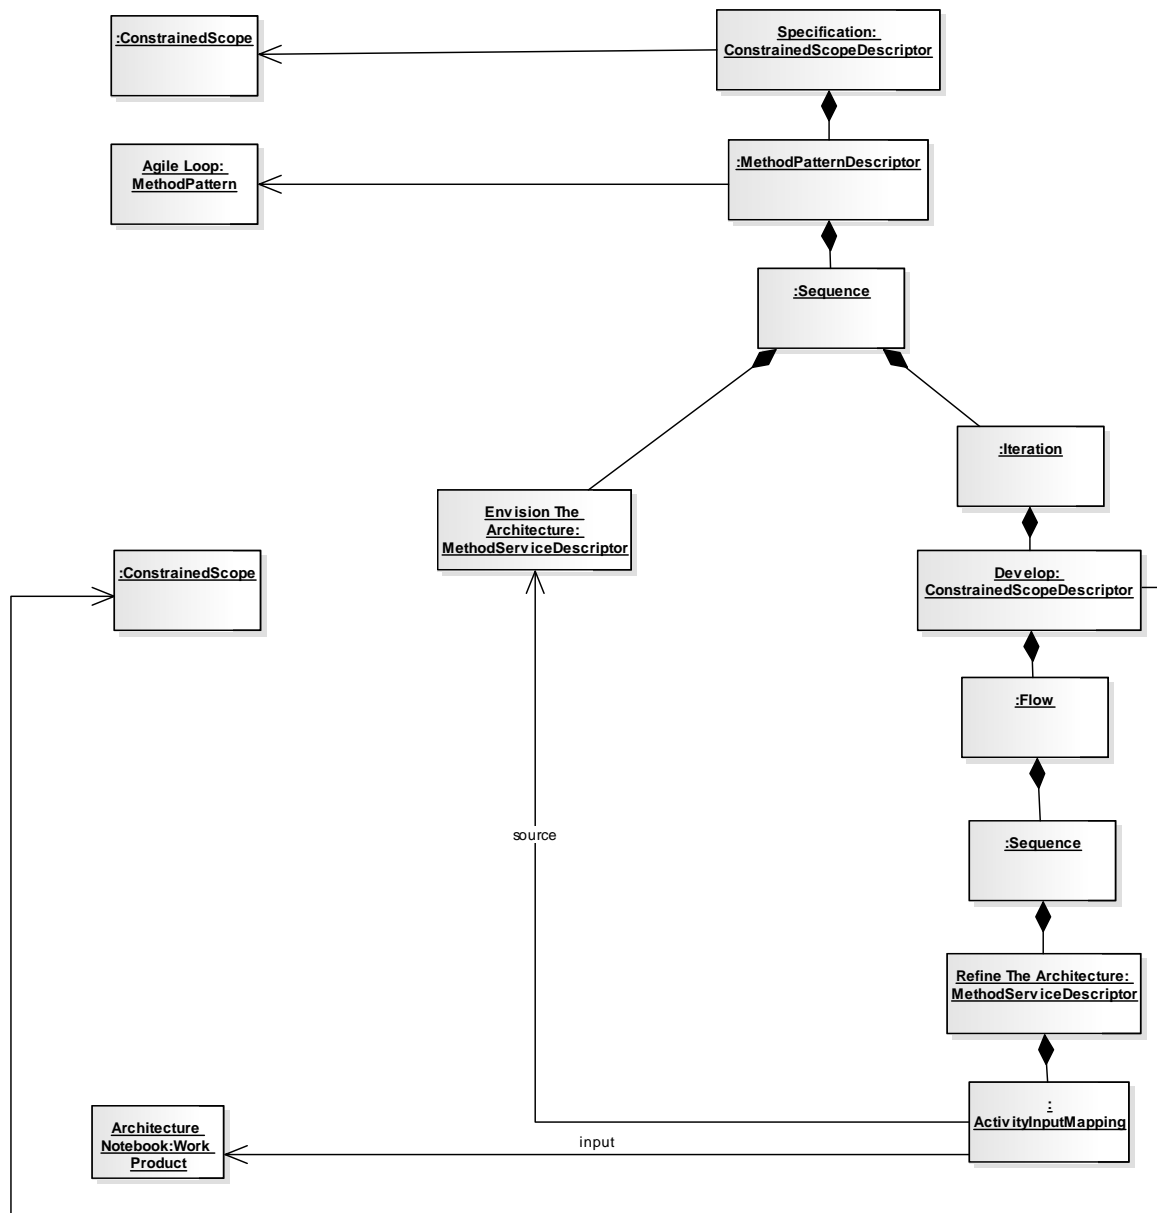 :ConstrainedScope
Specification:
ConstrainedScopeDescriptor
Agile Loop:
MethodPattern
:MethodPatternDescriptor
:Sequence
:Iteration
Envision The
Architecture:
MethodServiceDescriptor
:ConstrainedScope
Develop:
ConstrainedScopeDescriptor
:Flow
source
:Sequence
Refine The Architecture:
MethodServiceDescriptor
:
ActivityInputMapping
Architecture
Notebook:Work
Product
input